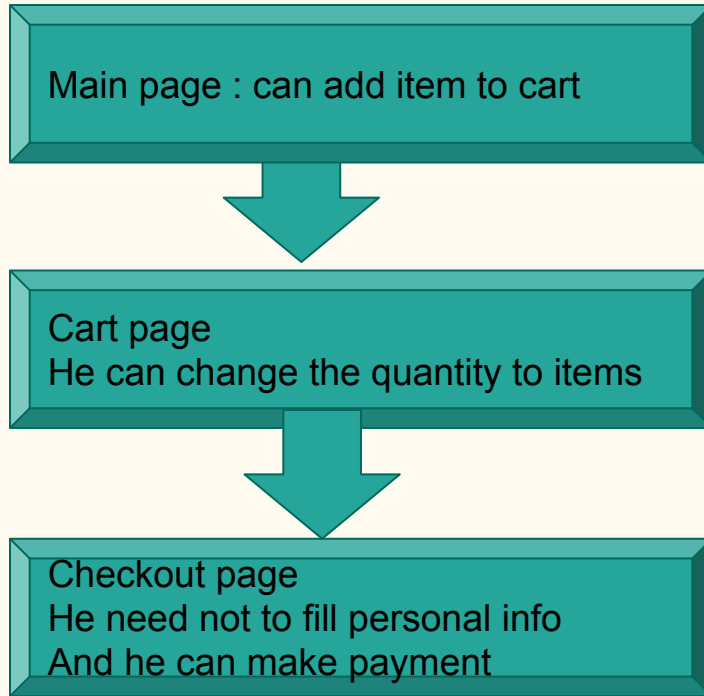 Main page : can add item to cart
Cart page
He can change the quantity to items
Checkout page
He need not to fill personal info
And he can make payment